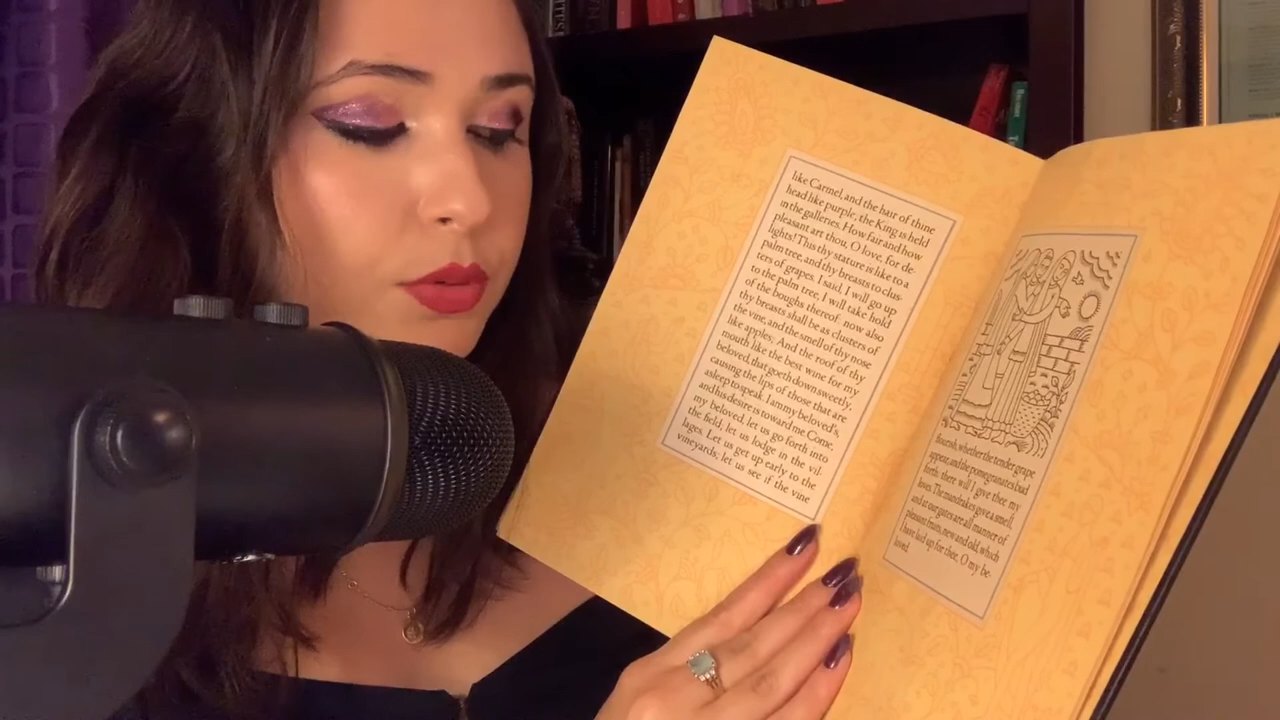 like Carmel, and the hair of thine
head like purple, the King is held
in the galleries. How fair and how
pleasant art thou, O love, for de-
lights! This thy stature is like to a
palm tree, and thy breasts to clus-
ters of grapes. I said, I will go up
to the palm tree, I will take hold
of the boughs thereof: now also
thy breasts shall be as clusters of
the vine, and the smell of thy nose
like apples; And the roof of thy
mouth like the best wine for my
beloved, that goeth down sweetly,
causing the lips of those that are
asleep to speak. I am my beloved's,
and his desire is toward me. Come,
my beloved, let us go forth into
the field; let us lodge in the vil-
lages. Let us get up early to the
vineyards; let us see if the vine
flourish, whether the tender grape
appear, and the pomegranates bud
forth: there will I give thee my
loves. The mandrakes give a smell,
and at our gates are all manner of
pleasant fruits, new and old, which
I have laid up for thee, O my be-
loved.